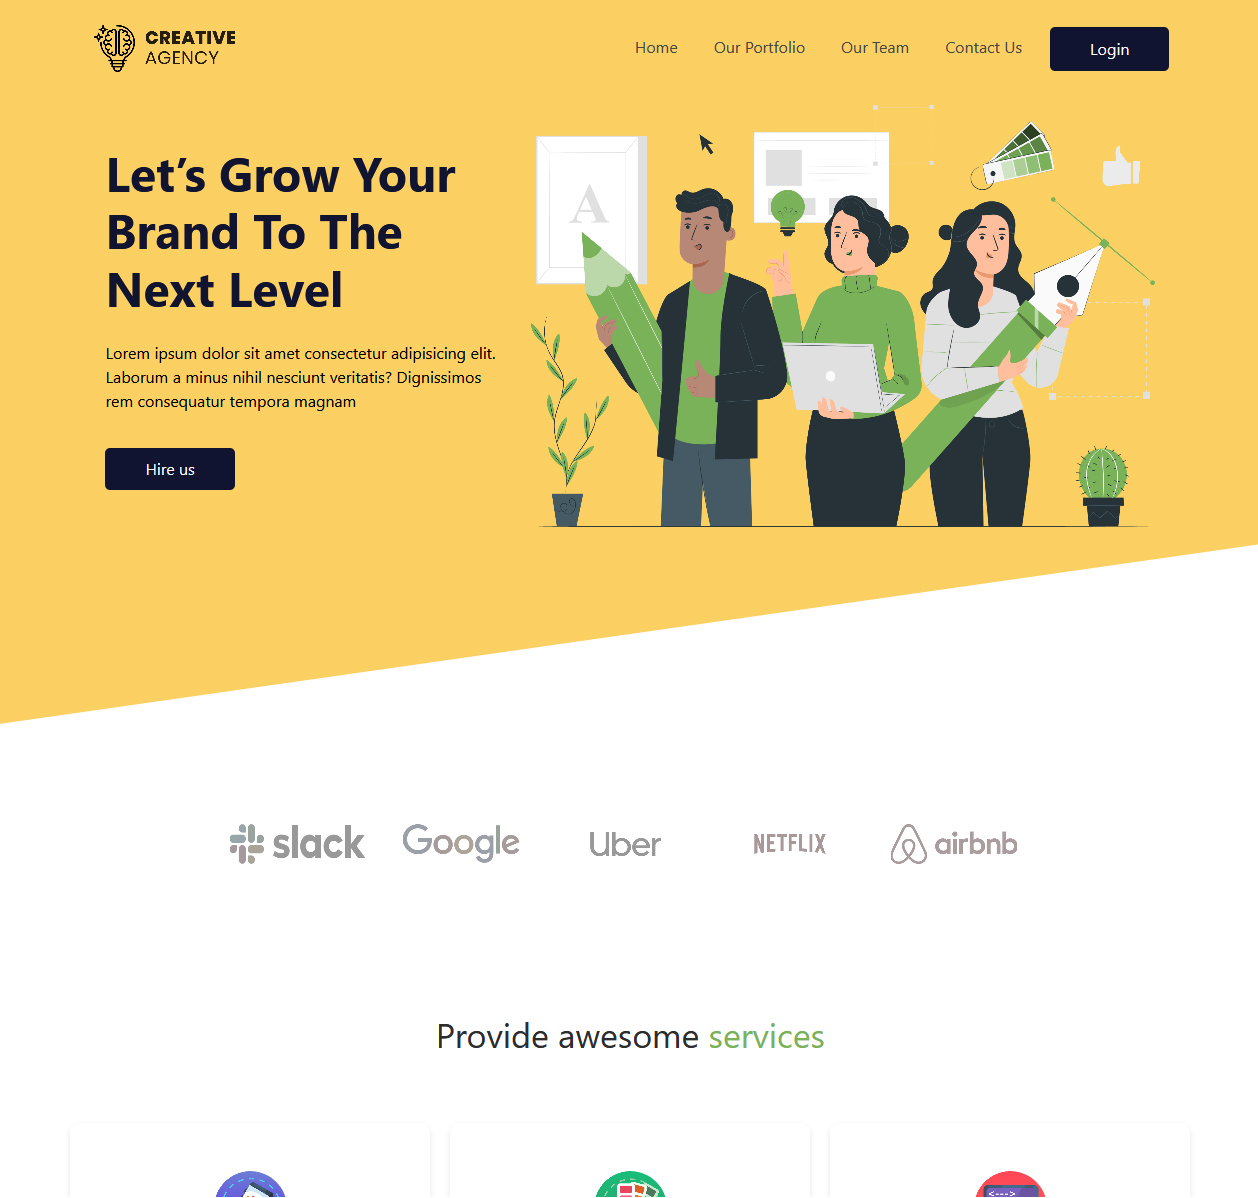 CREATIVE
AGENCY
Home
Our Portfolio
Our Team
Contact Us
Login
Let’s Grow Your
Brand To The
Next Level
Lorem ipsum dolor sit amet consectetur adipisicing elit.
Laborum a minus nihil nesciunt veritatis? Dignissimos
rem consequatur tempora magnam
Hire us
A
slack
Google
Uber
NETFLIX
airbnb
Provide awesome services
<--->